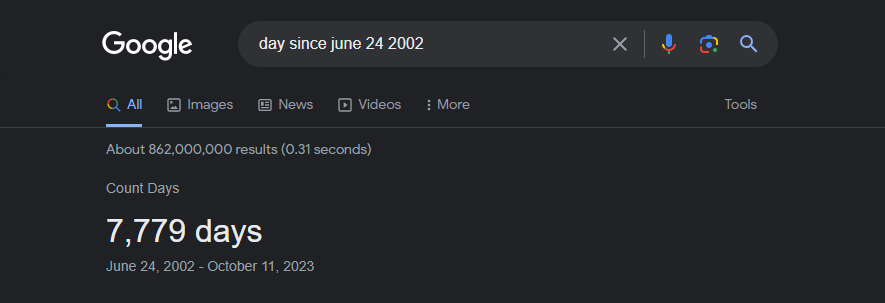 Google day since june 24 2002
All Images News Videos More Tools
About 862,000,000 results (0.31 seconds)
Count Days
7,779 days
June 24, 2002 - October 11, 2023